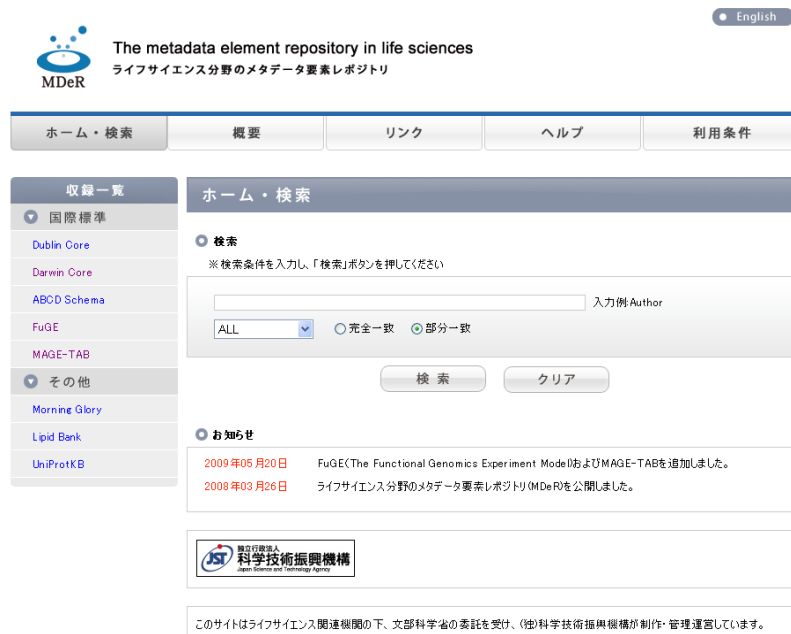 English
The metadata element repository in life sciences
ライフサイエンス分野のメタデータ要素レポジトリ
MDeR
ホーム・検索
概要
リンク
ヘルプ
利用条件
収録一覧
国際標準
Dublin Core
Darwin Core
ABCD Schema
FuGE
MAGE-TAB
その他
Morning Glory
Lipid Bank
UniProtKB
ホーム・検索
検索
※検索条件を入力し、「検索」ボタンを押してください
入力例:Author
ALL
完全一致
部分一致
検索
クリア
お知らせ
2009年05月20日 FuGE(The Functional Genomics Experiment Model)およびMAGE-TABを追加しました。
2008年03月26日 ライフサイエンス分野のメタデータ要素レポジトリ(MDeR)を公開しました。
JST
独立行政法人
科学技術振興機構
Japan Science and Technology Agency
このサイトはライフサイエンス関連機関の下、文部科学省の委託を受け、(独)科学技術振興機構が制作・管理運営しています。